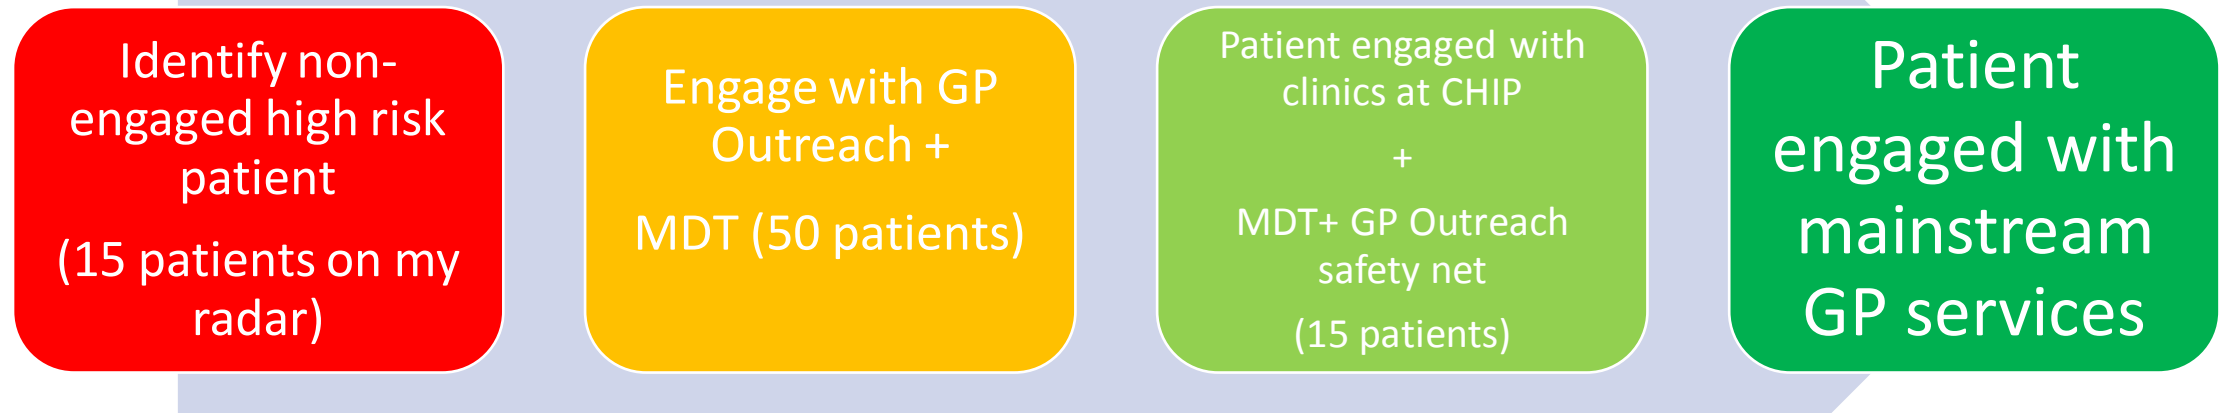 Identify non-
engaged high risk
patient
(15 patients on my
radar)
Engage with GP
Outreach +
MDT (50 patients)
Patient engaged with
clinics at CHIP
+
MDT+ GP Outreach
safety net
(15 patients)
Patient
engaged with
mainstream
GP services